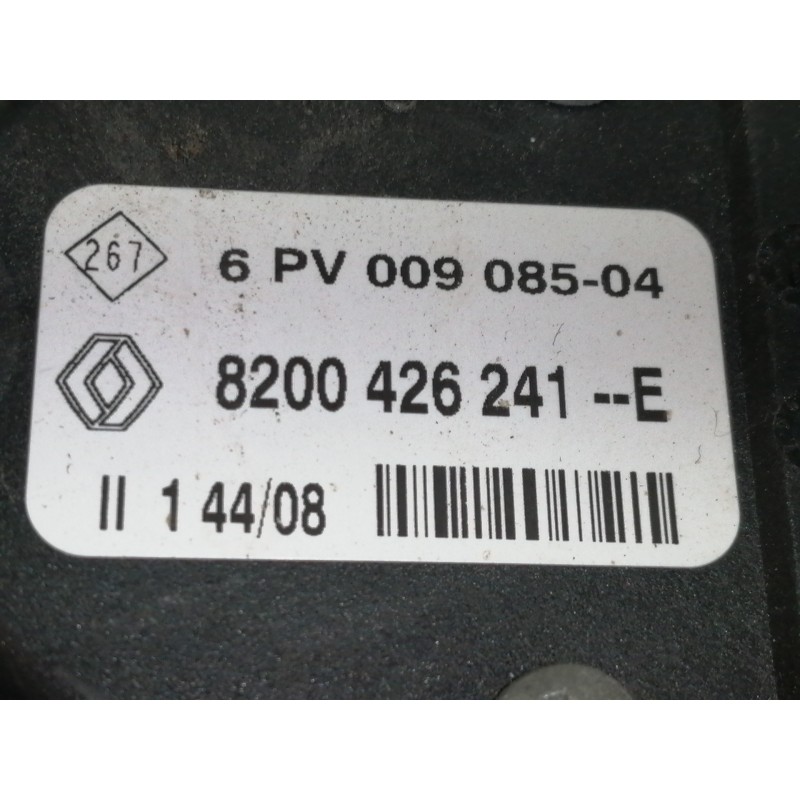 267
6 PV 009 085-04
8200 426 241 --E
II 1 44/08